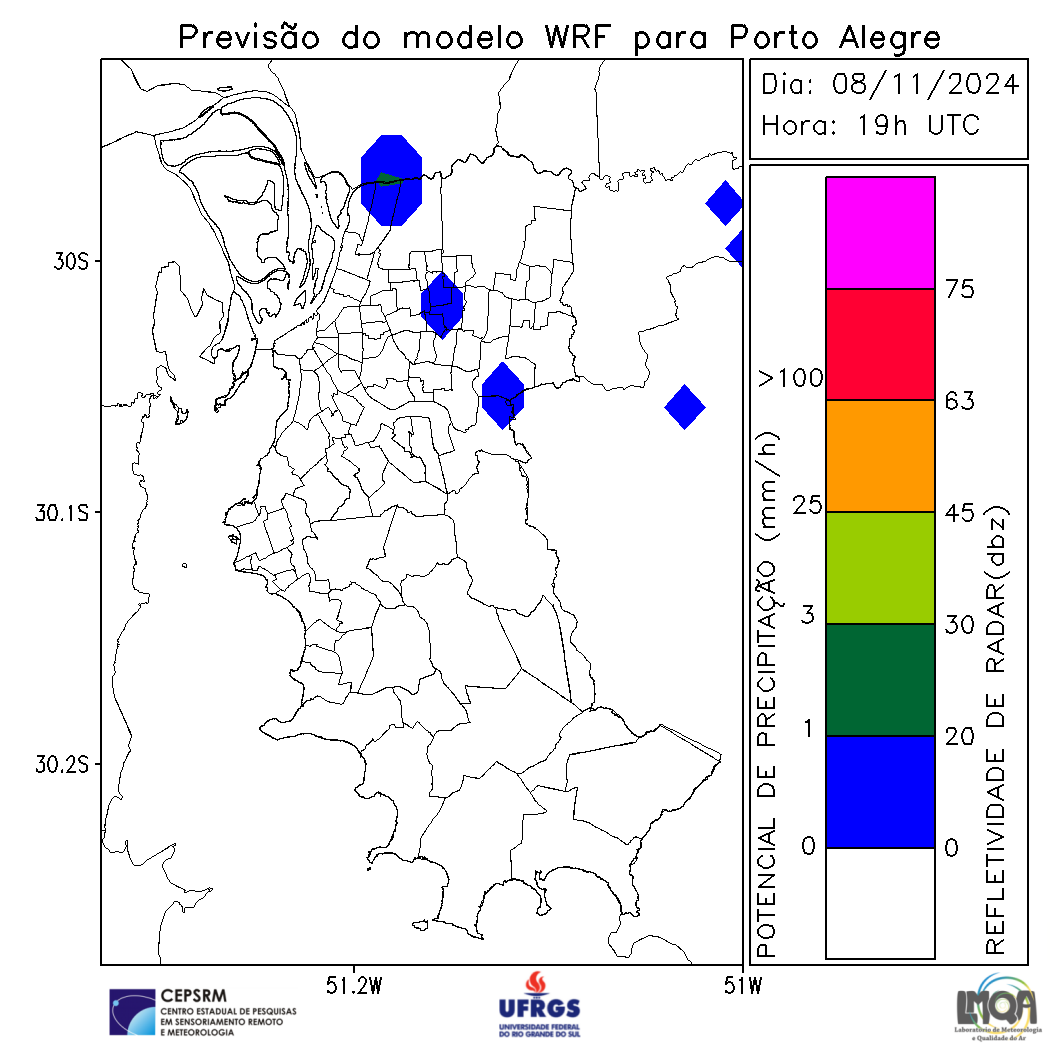 Previsão do modelo WRF para Porto Alegre
Dia: 08/11/2024
Hora: 19h UTC
30S
30.1S
30.2S
51.2W
51W
POTENCIAL DE PRECIPITAÇÃO (mm/h)
>100
25
3
1
0
75
63
45
30
20
0
REFLETIVIDADE DE RADAR(dbz)
CEPSRM
CENTRO ESTADUAL DE PESQUISAS
EM SENSORIAMENTO REMOTO
E METEOROLOGIA
UFRGS
UNIVERSIDADE FEDERAL
DO RIO GRANDE DO SUL
LMQA
Laboratório de Meteorologia
e Qualidade do Ar